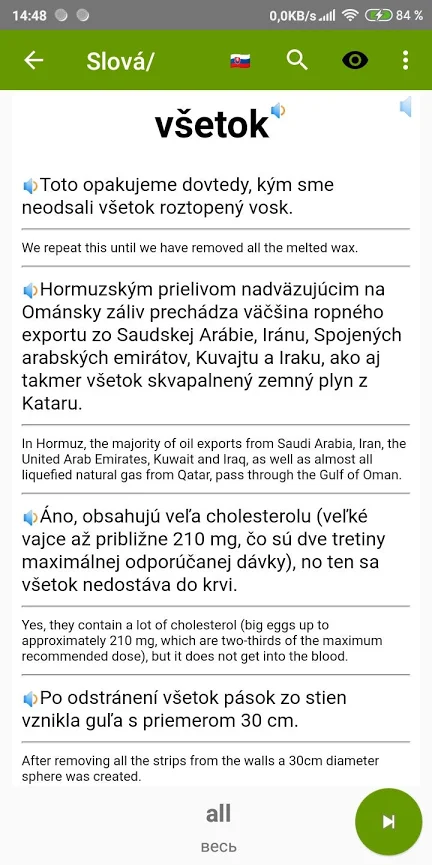 14:48 0,0KB/s 84 %
Slová/
všetok
Toto opakujeme dovtedy, kým sme
neodsali všetok roztopený vosk.
We repeat this until we have removed all the melted wax.
Hormuzským prielivom nadväzujúcim na
Ománsky záliv prechádza väčšina ropného
exportu zo Saudskej Arábie, Iránu, Spojených
arabských emirátov, Kuvajtu a Iraku, ako aj
takmer všetok skvapalnený zemný plyn z
Kataru.
In Hormuz, the majority of oil exports from Saudi Arabia, Iran, the
United Arab Emirates, Kuwait and Iraq, as well as almost all
liquefied natural gas from Qatar, pass through the Gulf of Oman.
Áno, obsahujú veľa cholesterolu (veľké
vajce až približne 210 mg, čo sú dve tretiny
maximálnej odporúčanej dávky), no ten sa
všetok nedostáva do krvi.
Yes, they contain a lot of cholesterol (big eggs up to
approximately 210 mg, which are two-thirds of the maximum
recommended dose), but it does not get into the blood.
Po odstránení všetok pások zo stien
vznikla guľa s priemerom 30 cm.
After removing all the strips from the walls a 30cm diameter
sphere was created.
all
весь